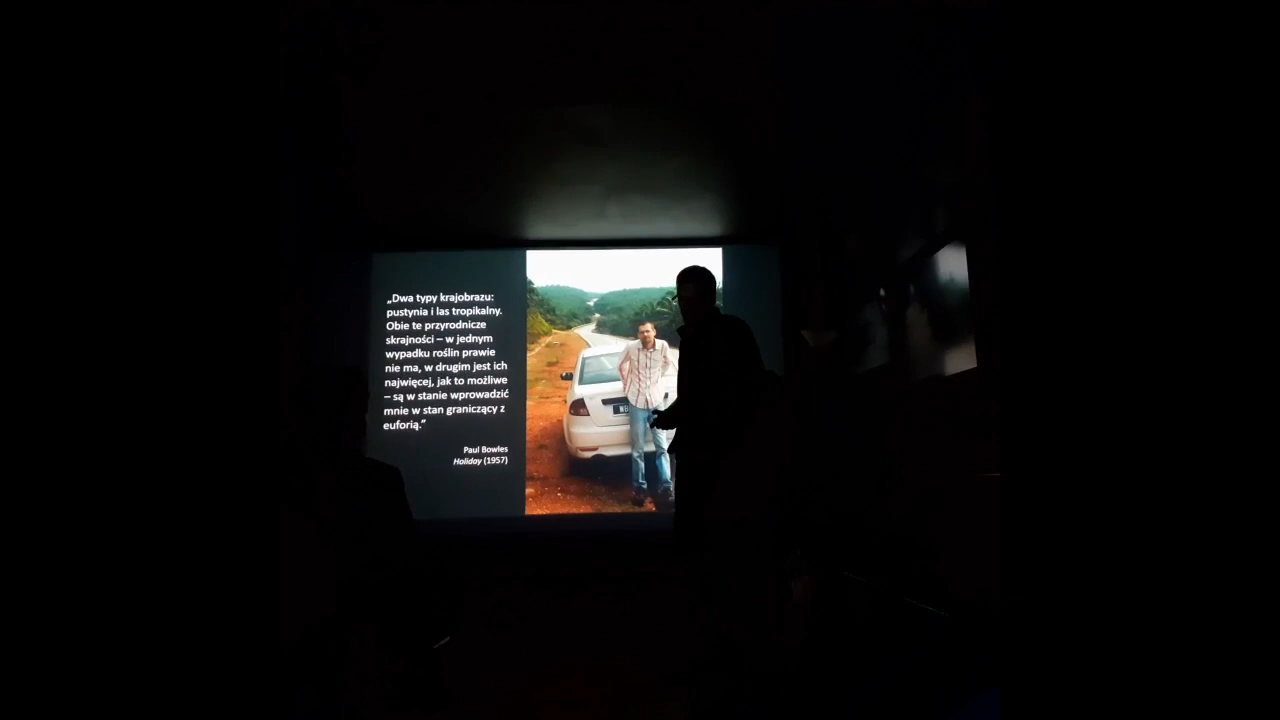 „Dwa typy krajobrazu:
pustynia i las tropikalny.
Obie te przyrodnicze
skrajności – w jednym
wypadku roślin prawie
nie ma, w drugim jest ich
najwięcej, jak to możliwe
– są w stanie wprowadzić
mnie w stan graniczący z
euforią.”
Paul Bowles
Holiday (1957)